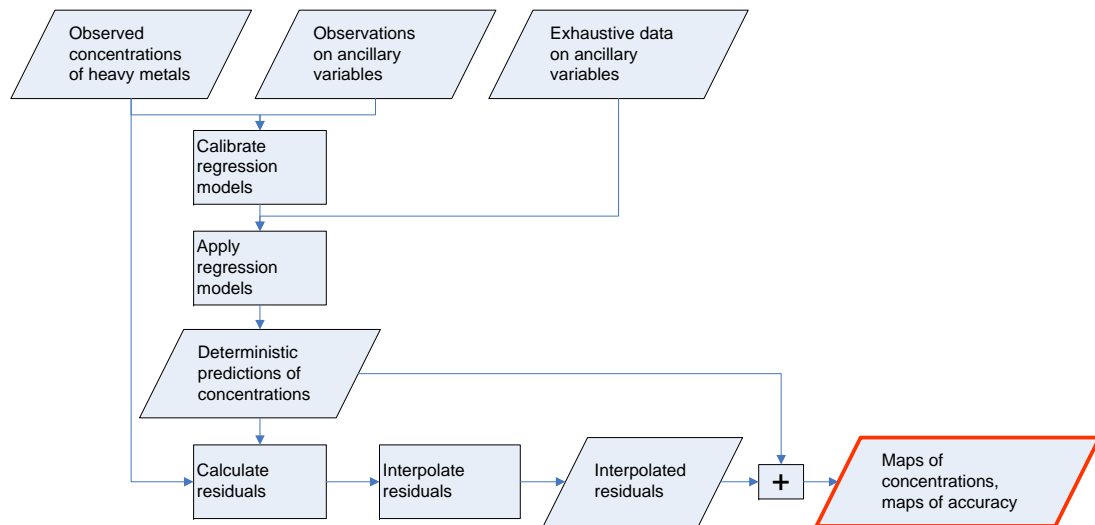 Observed
concentrations
of heavy metals
Observations
on ancillary
variables
Exhaustive data
on ancillary
variables
Calibrate
regression
models
Apply
regression
models
Deterministic
predictions of
concentrations
Calculate
residuals
Interpolate
residuals
Interpolated
residuals
+
Maps of
concentrations,
maps of accuracy